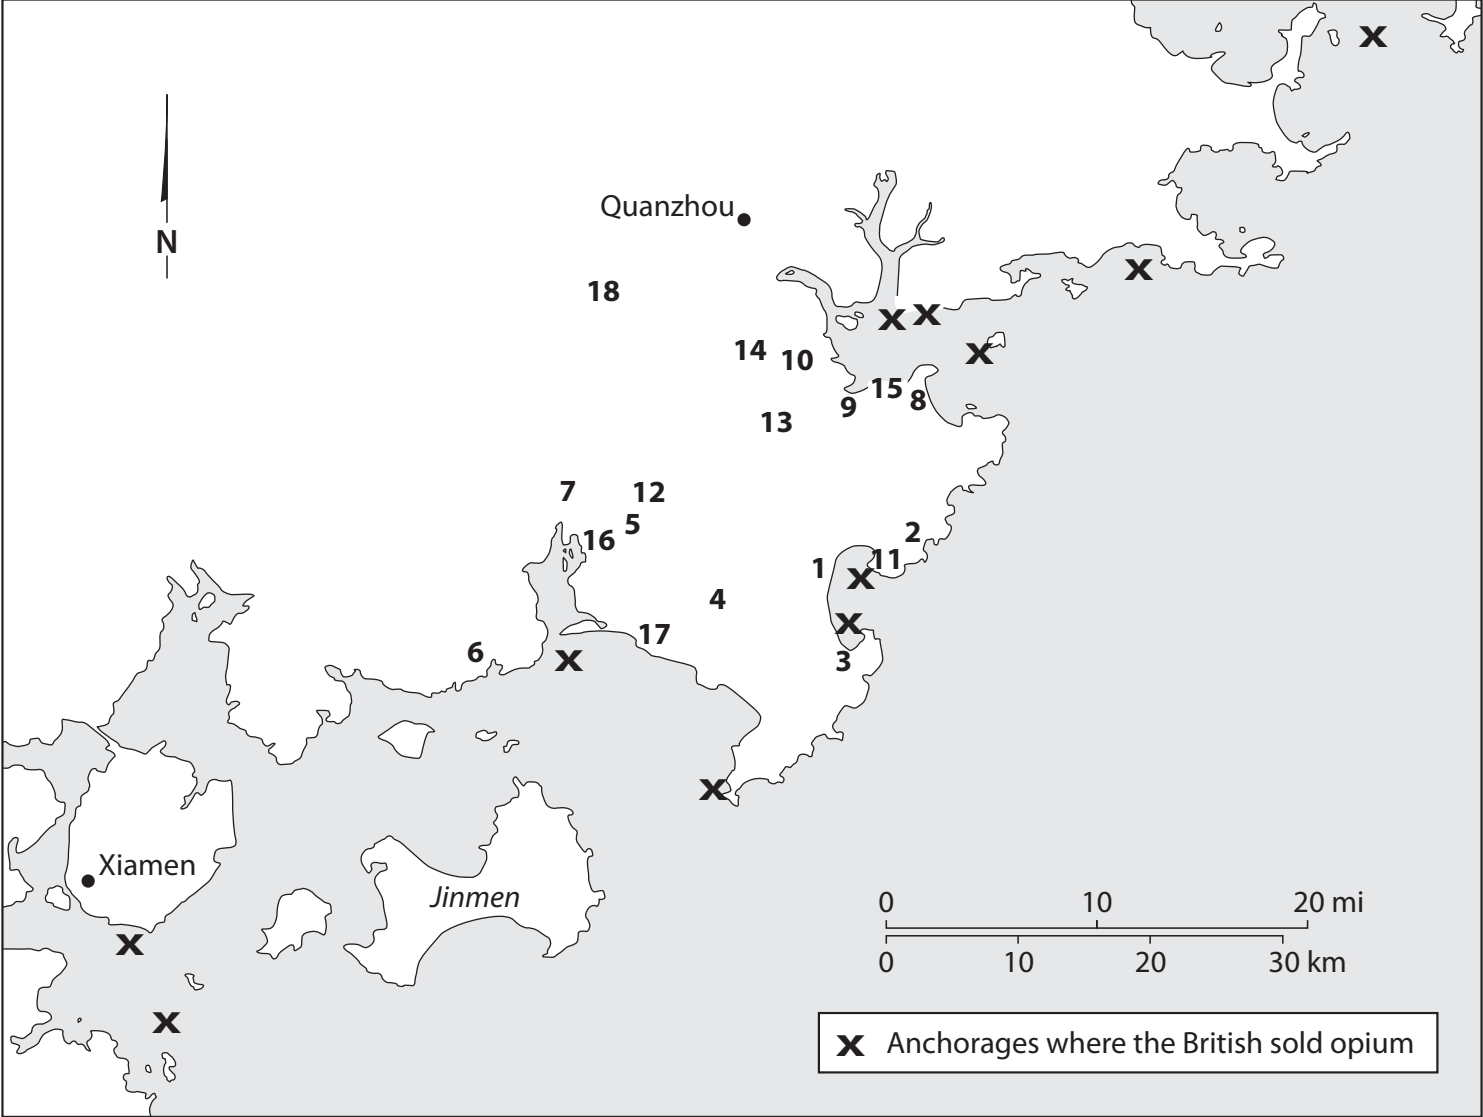 X
Quanzhou
N
X
18
X X
14
10
X
15
8
9
13
7
12
5
16
2
11
1
X
4
X
17
6
3
X
X
Xiamen
Jinmen
0 10 20 mi
X
0 10 20 30 km
X
X Anchorages where the British sold opium